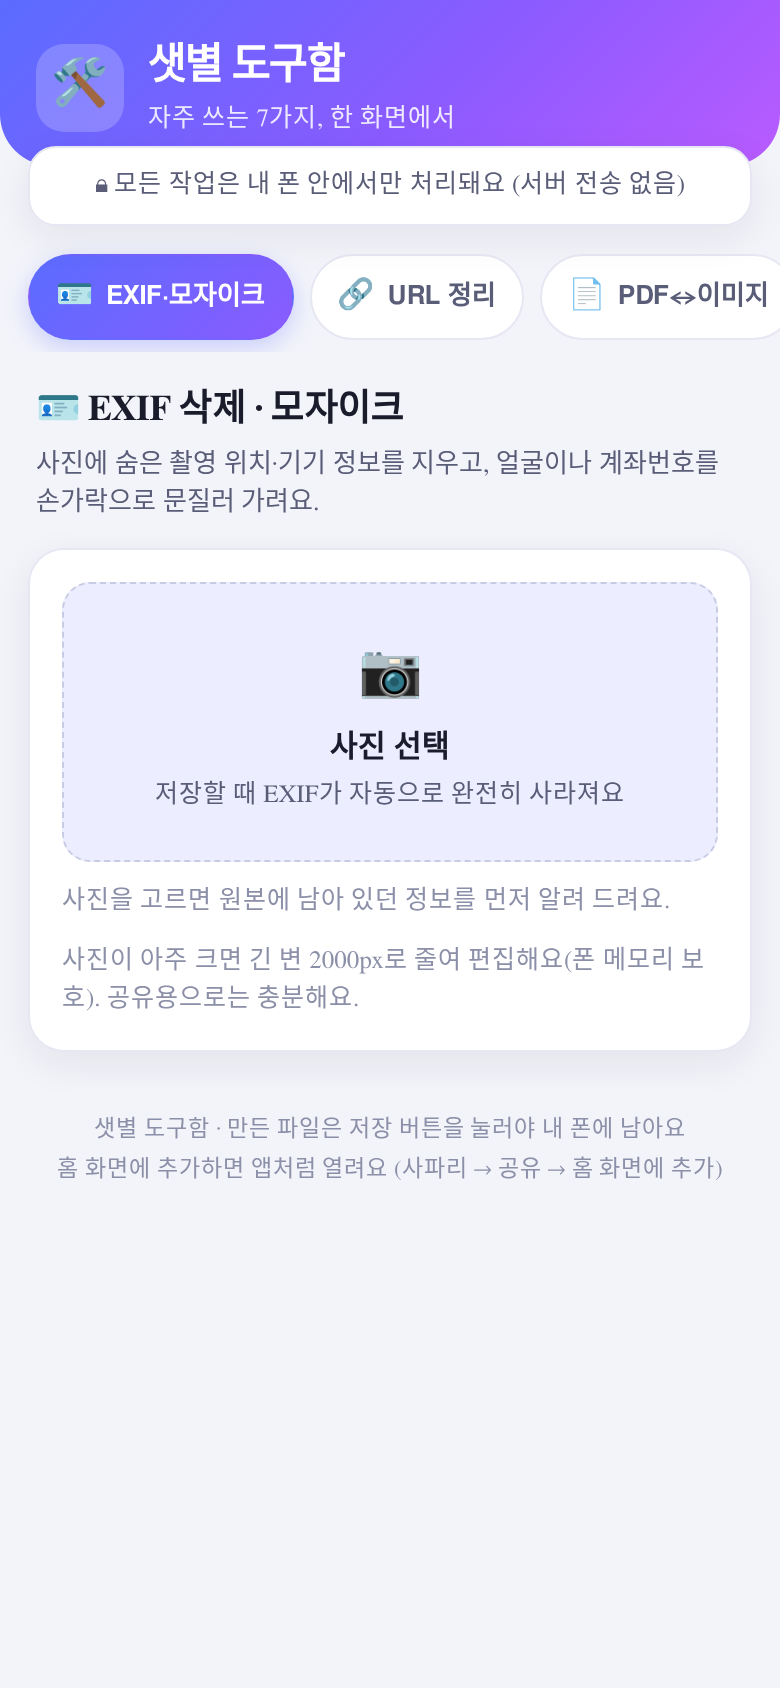 샛별 도구함
자주 쓰는 7가지, 한 화면에서
모든 작업은 내 폰 안에서만 처리돼요 (서버 전송 없음)
EXIF·모자이크
URL 정리
PDF↔이미지
EXIF 삭제 · 모자이크
사진에 숨은 촬영 위치·기기 정보를 지우고, 얼굴이나 계좌번호를
손가락으로 문질러 가려요.
사진 선택
저장할 때 EXIF가 자동으로 완전히 사라져요
사진을 고르면 원본에 남아 있던 정보를 먼저 알려 드려요.
사진이 아주 크면 긴 변 2000px로 줄여 편집해요(폰 메모리 보
호). 공유용으로는 충분해요.
샛별 도구함 · 만든 파일은 저장 버튼을 눌러야 내 폰에 남아요
홈 화면에 추가하면 앱처럼 열려요 (사파리 → 공유 → 홈 화면에 추가)